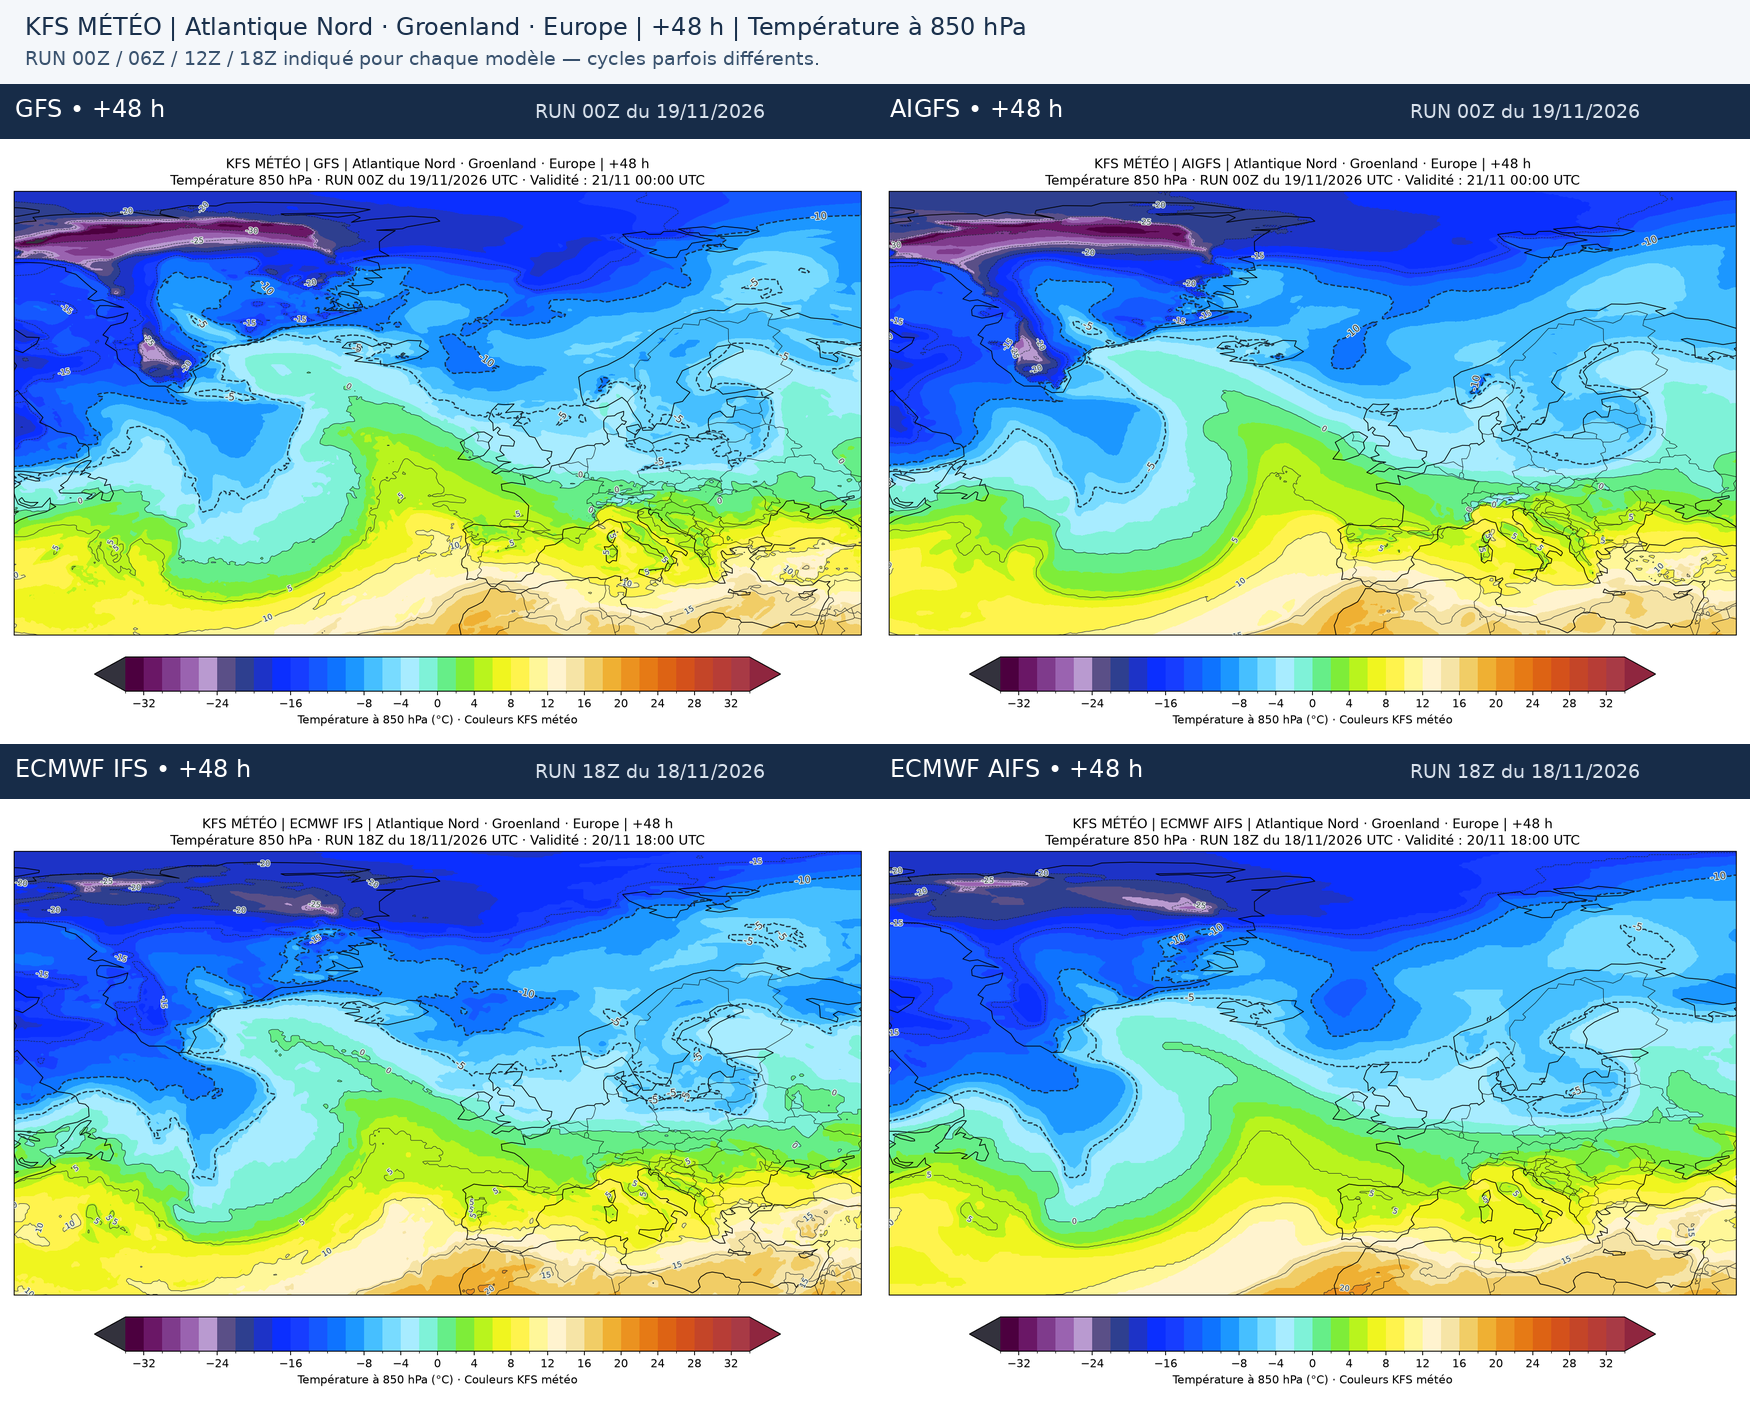 KFS MÉTÉO | Atlantique Nord · Groenland · Europe | +48 h | Température à 850 hPa
RUN 00Z / 06Z / 12Z / 18Z indiqué pour chaque modèle — cycles parfois différents.
GFS • +48 h
RUN 00Z du 19/11/2026
AIGFS • +48 h
RUN 00Z du 19/11/2026
KFS MÉTÉO | GFS | Atlantique Nord · Groenland · Europe | +48 h
Température 850 hPa · RUN 00Z du 19/11/2026 UTC · Validité : 21/11 00:00 UTC
KFS MÉTÉO | AIGFS | Atlantique Nord · Groenland · Europe | +48 h
Température 850 hPa · RUN 00Z du 19/11/2026 UTC · Validité : 21/11 00:00 UTC
−32 −24 −16 −8 −4 0 4 8 12 16 20 24 28 32
Température à 850 hPa (°C) · Couleurs KFS météo
−32 −24 −16 −8 −4 0 4 8 12 16 20 24 28 32
Température à 850 hPa (°C) · Couleurs KFS météo
ECMWF IFS • +48 h
RUN 18Z du 18/11/2026
ECMWF AIFS • +48 h
RUN 18Z du 18/11/2026
KFS MÉTÉO | ECMWF IFS | Atlantique Nord · Groenland · Europe | +48 h
Température 850 hPa · RUN 18Z du 18/11/2026 UTC · Validité : 20/11 18:00 UTC
KFS MÉTÉO | ECMWF AIFS | Atlantique Nord · Groenland · Europe | +48 h
Température 850 hPa · RUN 18Z du 18/11/2026 UTC · Validité : 20/11 18:00 UTC
−32 −24 −16 −8 −4 0 4 8 12 16 20 24 28 32
Température à 850 hPa (°C) · Couleurs KFS météo
−32 −24 −16 −8 −4 0 4 8 12 16 20 24 28 32
Température à 850 hPa (°C) · Couleurs KFS météo